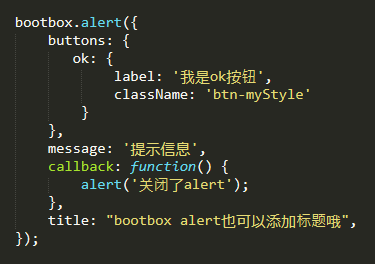 bootbox.alert({
    buttons: {
       ok: {
            label: '我是ok按钮',
            className: 'btn-myStyle'
        }
    },
    message: '提示信息',
    callback: function() {
        alert('关闭了alert');
    },
    title: "bootbox alert也可以添加标题哦",
});